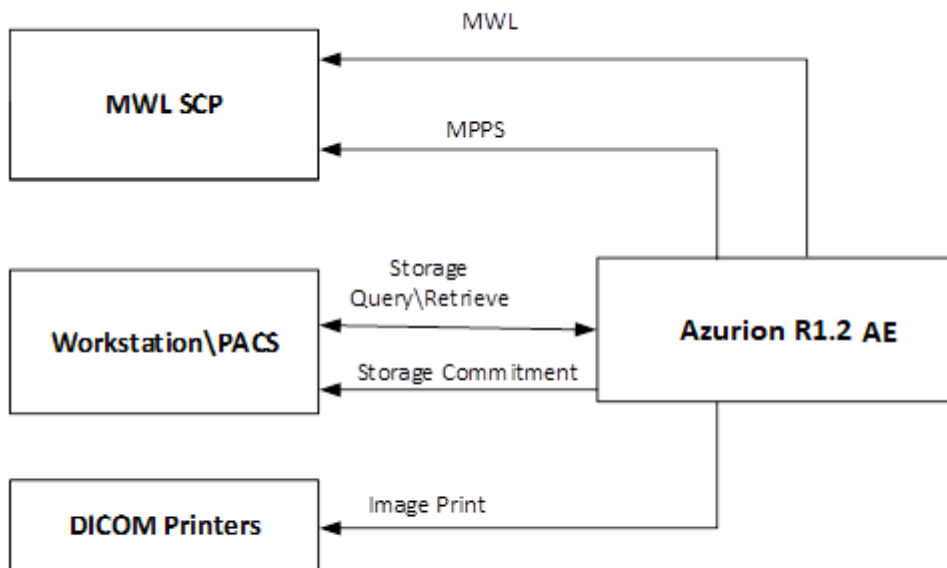 MWL
MWL SCP
MPPS
Storage
Query\Retrieve
Workstation\PACS
Azurion R1.2 AE
Storage Commitment
Image Print
DICOM Printers